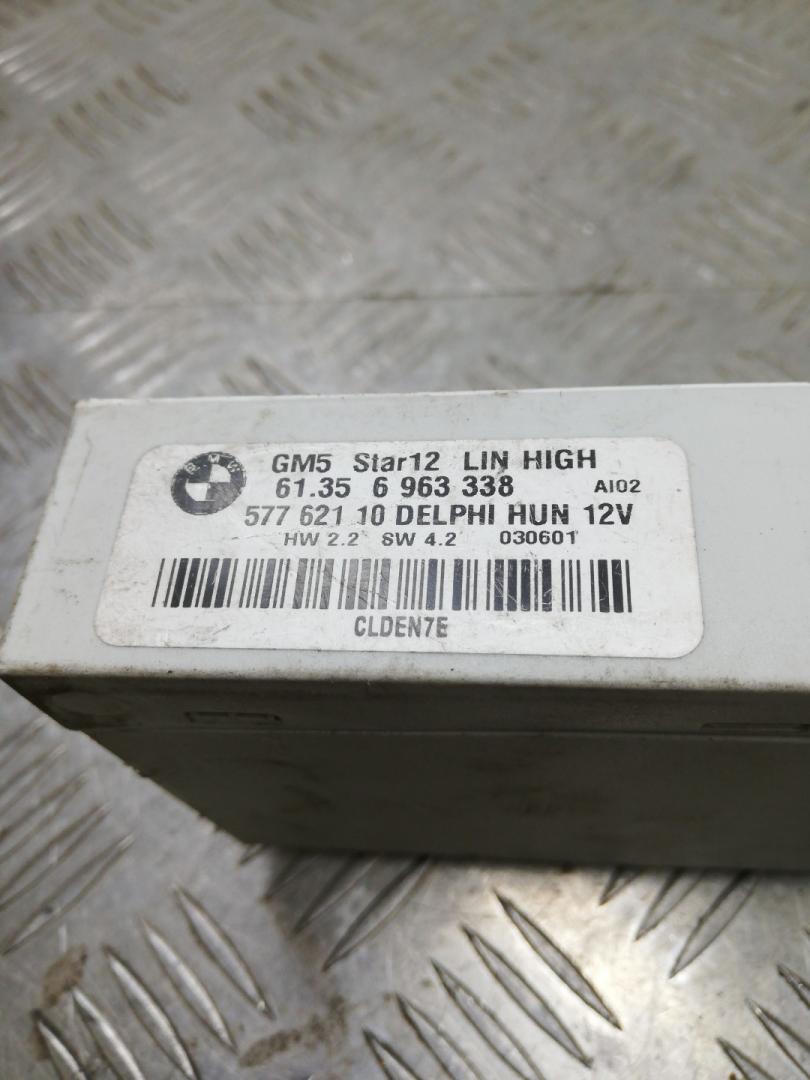 BMW
GM5 Star12 LIN HIGH
61.35 6 963 338 AI02
577 621 10 DELPHI HUN 12V
HW 2.2 SW 4.2 030601
CLDEN7E